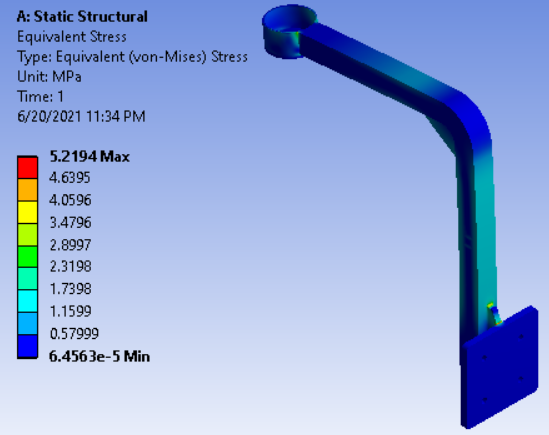 A: Static Structural
Equivalent Stress
Type: Equivalent (von-Mises) Stress
Unit: MPa
Time: 1
6/20/2021 11:34 PM
5.2194 Max
4.6395
4.0596
3.4796
2.8997
2.3198
1.7398
1.1599
0.57999
6.4563e-5 Min